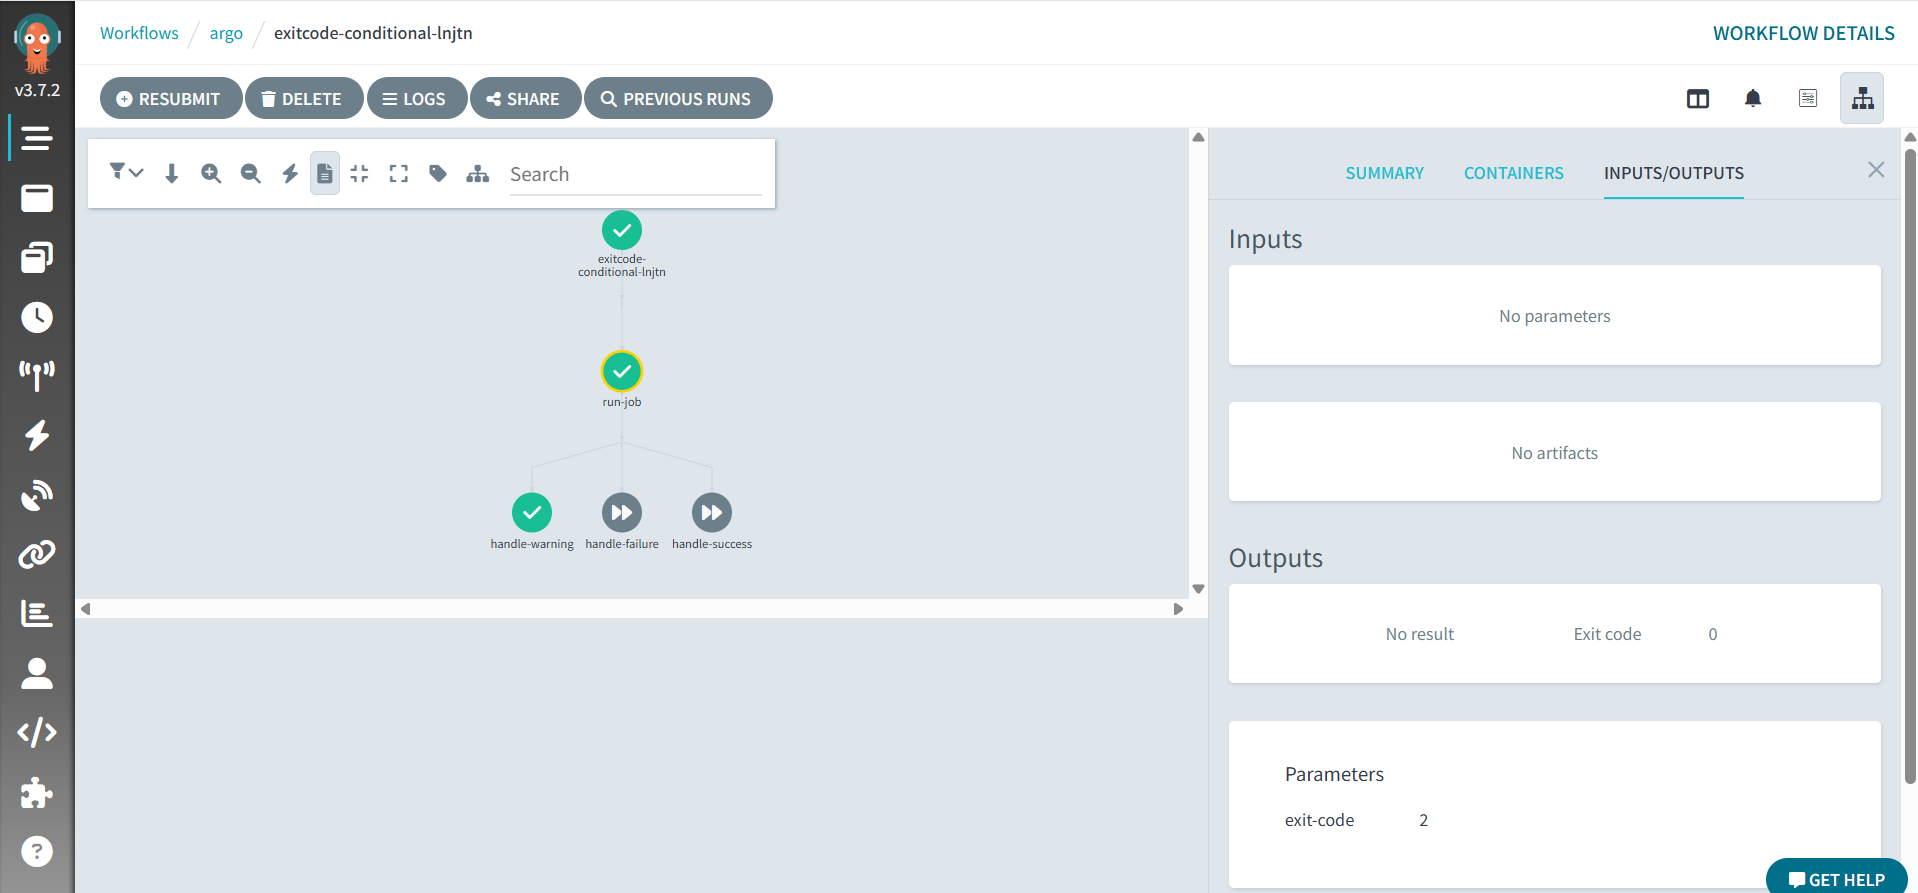 Workflows / argo / exitcode-conditional-lnjtn
WORKFLOW DETAILS
v3.7.2
RESUBMIT DELETE LOGS SHARE PREVIOUS RUNS
Search
SUMMARY CONTAINERS INPUTS/OUTPUTS
exitcode-
conditional-lnjtn
run-job
handle-warning handle-failure handle-success
Inputs
No parameters
No artifacts
Outputs
No result Exit code 0
Parameters
exit-code 2
GET HELP